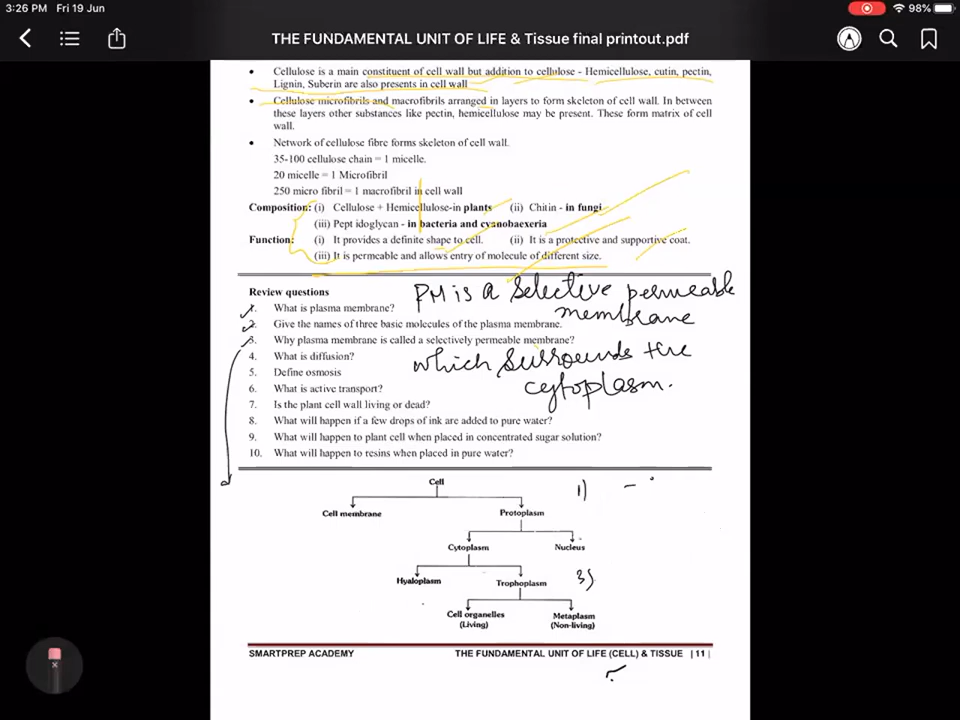 3:26 PM Fri 19 Jun
98%
THE FUNDAMENTAL UNIT OF LIFE & Tissue final printout.pdf
• Cellulose is a main constituent of cell wall but addition to cellulose - Hemicellulose, cutin, pectin,
Lignin, Suberin are also presents in cell wall
• Cellulose microfibrils and macrofibrils arranged in layers to form skeleton of cell wall. In between
these layers other substances like pectin, hemicellulose may be present. These form matrix of cell
wall.
• Network of cellulose fibre forms skeleton of cell wall.
35-100 cellulose chain = 1 micelle.
20 micelle = 1 Microfibril
250 micro fibril = 1 macrofibril in cell wall
Composition: (i) Cellulose + Hemicellulose-in plants (ii) Chitin - in fungi
(iii) Pept idoglycan - in bacteria and cyanobaexeria
Function: (i) It provides a definite shape to cell. (ii) It is a protective and supportive coat.
(iii) It is permeable and allows entry of molecule of different size.
Review questions
PM is a Selective permeable
membrane
which surrounds the
cytoplasm.
1. What is plasma membrane?
2. Give the names of three basic molecules of the plasma membrane.
3. Why plasma membrane is called a selectively permeable membrane?
4. What is diffusion?
5. Define osmosis
6. What is active transport?
7. Is the plant cell wall living or dead?
8. What will happen if a few drops of ink are added to pure water?
9. What will happen to plant cell when placed in concentrated sugar solution?
10. What will happen to resins when placed in pure water?
Cell
1) -
Cell membrane Protoplasm
Cytoplasm Nucleus
Hyaloplasm Trophoplasm 3)
Cell organelles Metaplasm
(Living) (Non-living)
SMARTPREP ACADEMY THE FUNDAMENTAL UNIT OF LIFE (CELL) & TISSUE | 11 |